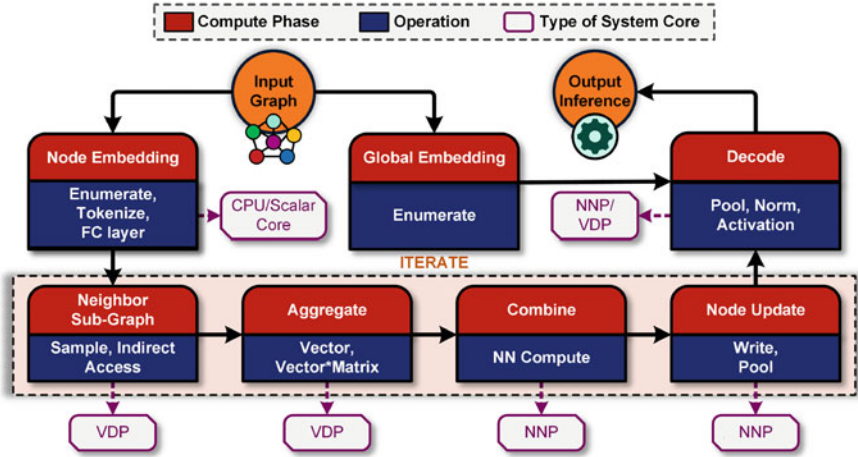 Compute Phase
Operation
Type of System Core
Input
Graph
Output
Inference
Node Embedding
Enumerate,
Tokenize,
FC layer
CPU/Scalar
Core
Global Embedding
Enumerate
NNP/
VDP
Decode
Pool, Norm,
Activation
ITERATE
Neighbor
Sub-Graph
Sample, Indirect
Access
Aggregate
Vector,
Vector*Matrix
Combine
NN Compute
Node Update
Write,
Pool
VDP
VDP
NNP
NNP